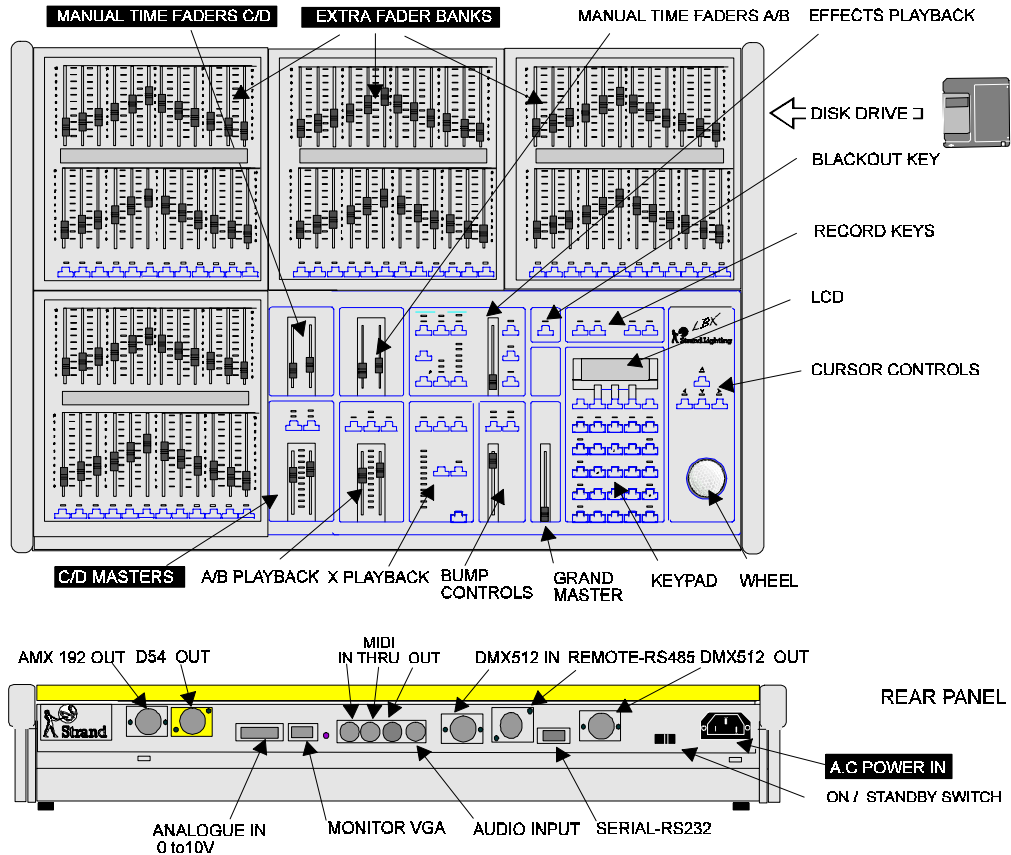 MANUAL TIME FADERS C/D
EXTRA FADER BANKS
MANUAL TIME FADERS A/B
EFFECTS PLAYBACK
DISK DRIVE
BLACKOUT KEY
RECORD KEYS
LCD
LBX
Strand Lighting
CURSOR CONTROLS
C/D MASTERS
A/B PLAYBACK
X PLAYBACK
BUMP
CONTROLS
GRAND
MASTER
KEYPAD
WHEEL
AMX 192 OUT
D54 OUT
MIDI
IN THRU OUT
DMX512 IN
REMOTE-RS485
DMX512 OUT
REAR PANEL
Strand
A.C POWER IN
ON / STANDBY SWITCH
ANALOGUE IN
0 to10V
MONITOR VGA
AUDIO INPUT
SERIAL-RS232